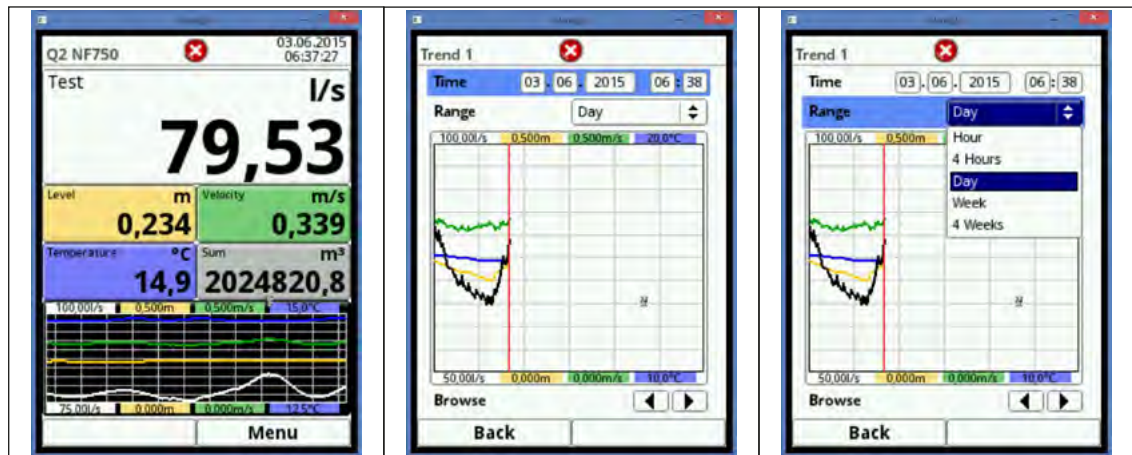 Q2 NF750
03.06.2015
06:37:27
Test
l/s
79,53
Level
m
0,234
Velocity
m/s
0,339
Temperature
°C
14,9
Sum
m³
2024820,8
100,00l/s 0,500m 0,500m/s 15,0°C
75,00l/s 0,000m 0,000m/s 12,5°C
Menu
Trend 1
Time 03 . 06 . 2015 06 : 38
Range Day
100,00l/s 0,500m 0,500m/s 20,0°C
50,00l/s 0,000m 0,000m/s 10,0°C
Browse
Back
Trend 1
Time 03 . 06 . 2015 06 : 38
Range Day
Hour
4 Hours
Day
Week
4 Weeks
100,00l/s 0,500m
50,00l/s 0,000m 0,000m/s 10,0°C
Browse
Back